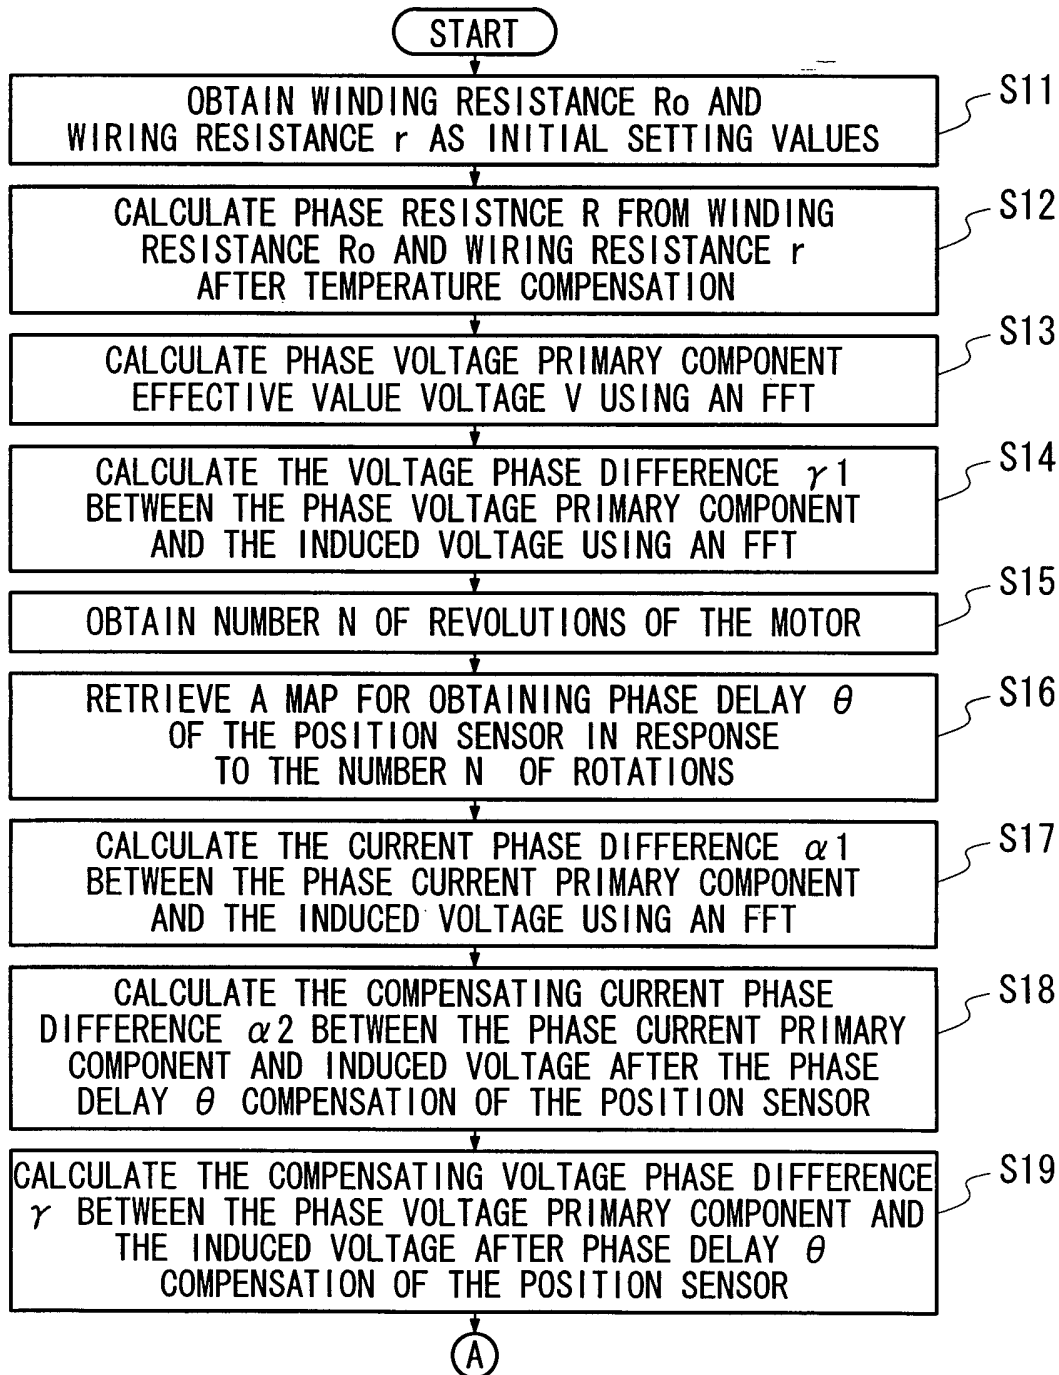 START
OBTAIN WINDING RESISTANCE Ro AND
WIRING RESISTANCE r AS INITIAL SETTING VALUES
S11
CALCULATE PHASE RESISTNCE R FROM WINDING
RESISTANCE Ro AND WIRING RESISTANCE r
AFTER TEMPERATURE COMPENSATION
S12
CALCULATE PHASE VOLTAGE PRIMARY COMPONENT
EFFECTIVE VALUE VOLTAGE V USING AN FFT
S13
CALCULATE THE VOLTAGE PHASE DIFFERENCE γ1
BETWEEN THE PHASE VOLTAGE PRIMARY COMPONENT
AND THE INDUCED VOLTAGE USING AN FFT
S14
OBTAIN NUMBER N OF REVOLUTIONS OF THE MOTOR
S15
RETRIEVE A MAP FOR OBTAINING PHASE DELAY θ
OF THE POSITION SENSOR IN RESPONSE
TO THE NUMBER N OF ROTATIONS
S16
CALCULATE THE CURRENT PHASE DIFFERENCE α1
BETWEEN THE PHASE CURRENT PRIMARY COMPONENT
AND THE INDUCED VOLTAGE USING AN FFT
S17
CALCULATE THE COMPENSATING CURRENT PHASE
DIFFERENCE α2 BETWEEN THE PHASE CURRENT PRIMARY
COMPONENT AND INDUCED VOLTAGE AFTER THE PHASE
DELAY θ COMPENSATION OF THE POSITION SENSOR
S18
CALCULATE THE COMPENSATING VOLTAGE PHASE DIFFERENCE
γ BETWEEN THE PHASE VOLTAGE PRIMARY COMPONENT AND
THE INDUCED VOLTAGE AFTER PHASE DELAY θ
COMPENSATION OF THE POSITION SENSOR
S19
A